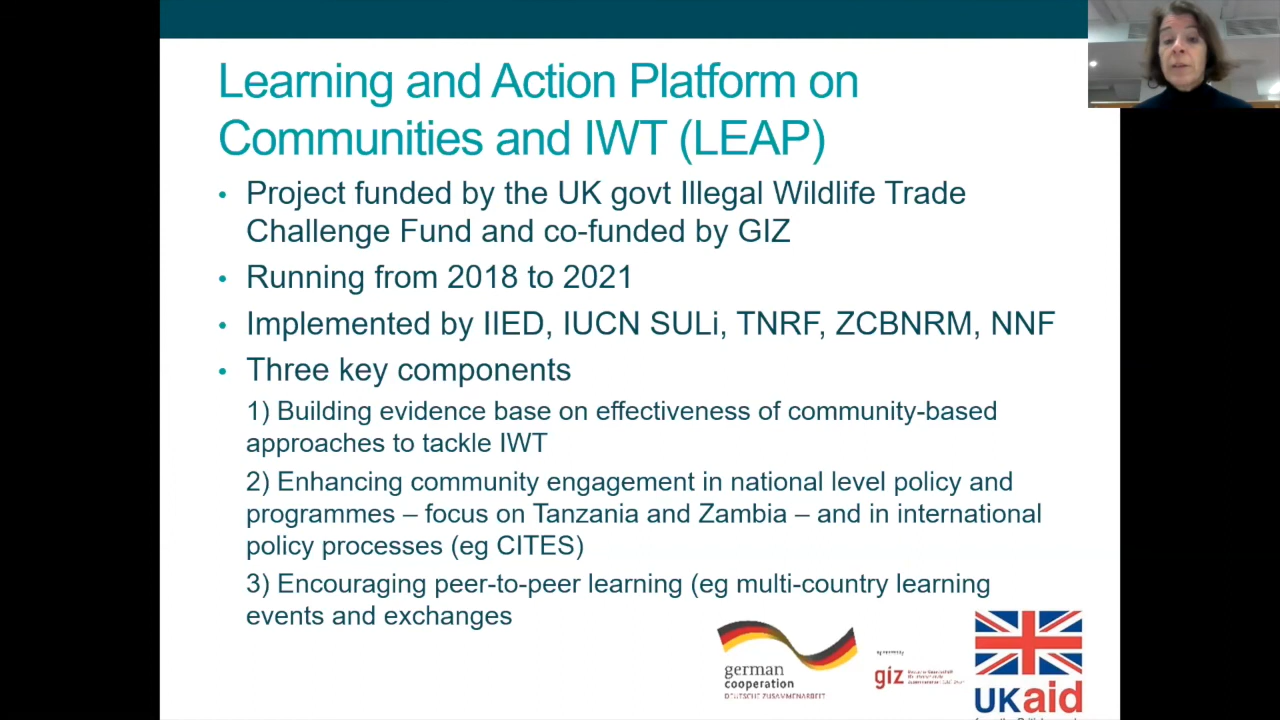 Learning and Action Platform on
Communities and IWT (LEAP)
• Project funded by the UK govt Illegal Wildlife Trade
Challenge Fund and co-funded by GIZ
• Running from 2018 to 2021
• Implemented by IIED, IUCN SULi, TNRF, ZCBNRM, NNF
• Three key components
1) Building evidence base on effectiveness of community-based
approaches to tackle IWT
2) Enhancing community engagement in national level policy and
programmes – focus on Tanzania and Zambia – and in international
policy processes (eg CITES)
3) Encouraging peer-to-peer learning (eg multi-country learning
events and exchanges
german
cooperation
DEUTSCHE ZUSAMMENARBEIT
giz
UKaid